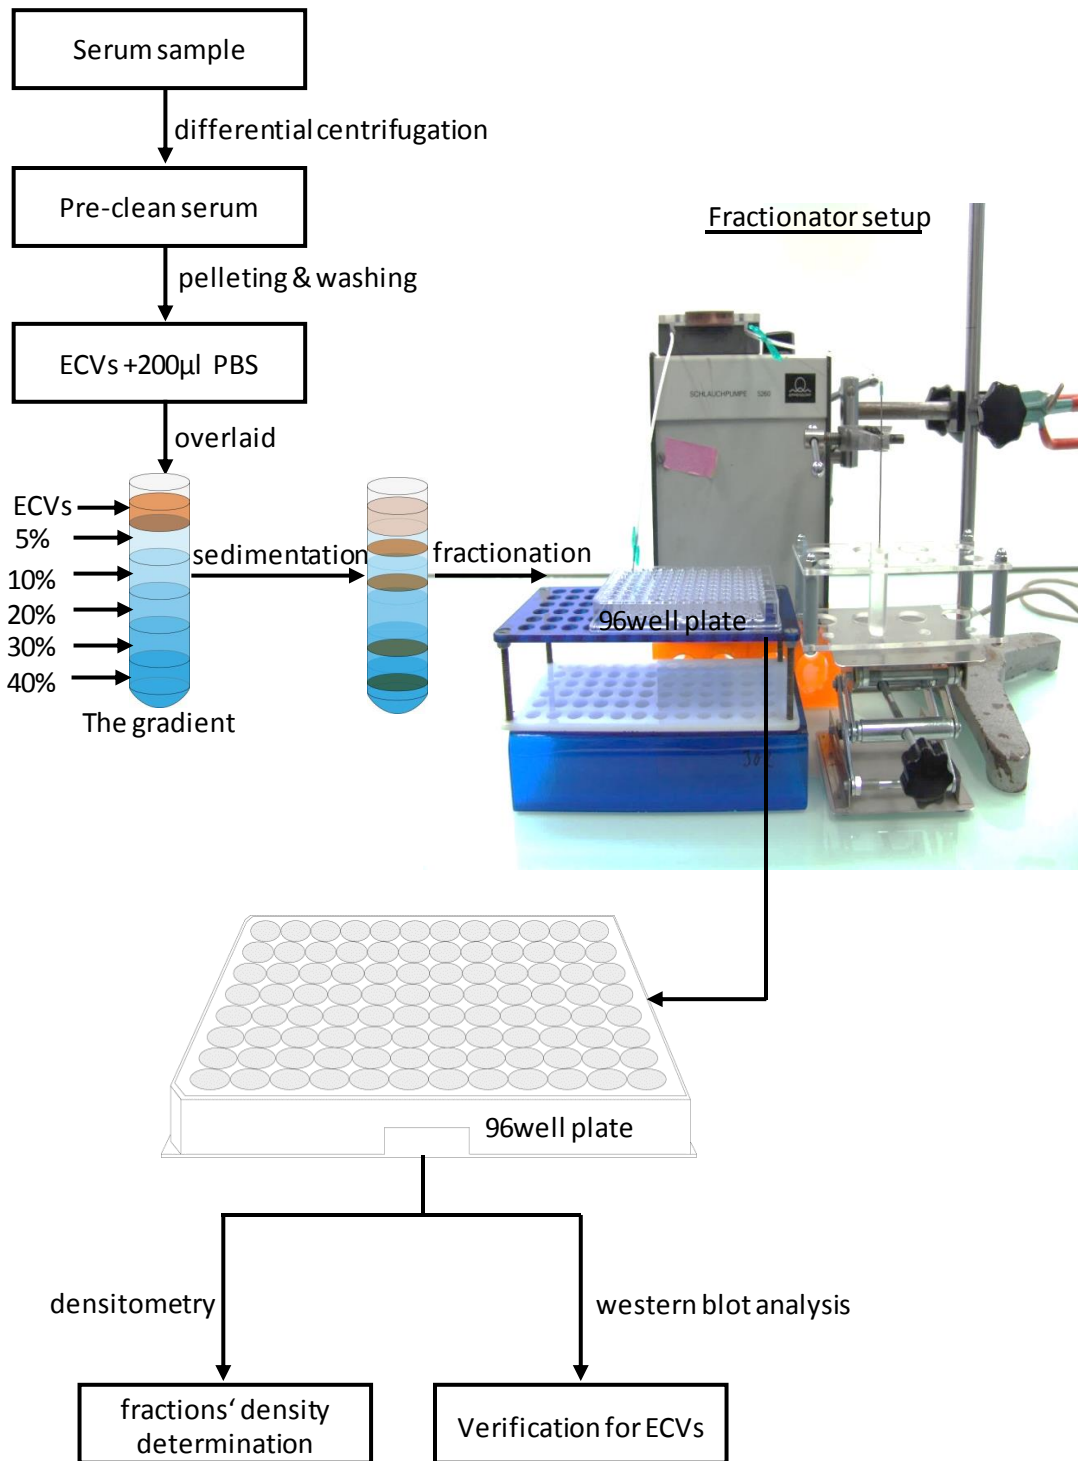 Serum sample
differential centrifugation
Pre-clean serum
Fractionator setup
pelleting & washing
ECVs +200µl PBS
SCHLAUCHPUMPE 5260
overlaid
ECVs
5%
sedimentation
fractionation
10%
20%
30%
40%
96well plate
The gradient
96well plate
densitometry
western blot analysis
fractions‘ density
determination
Verification for ECVs